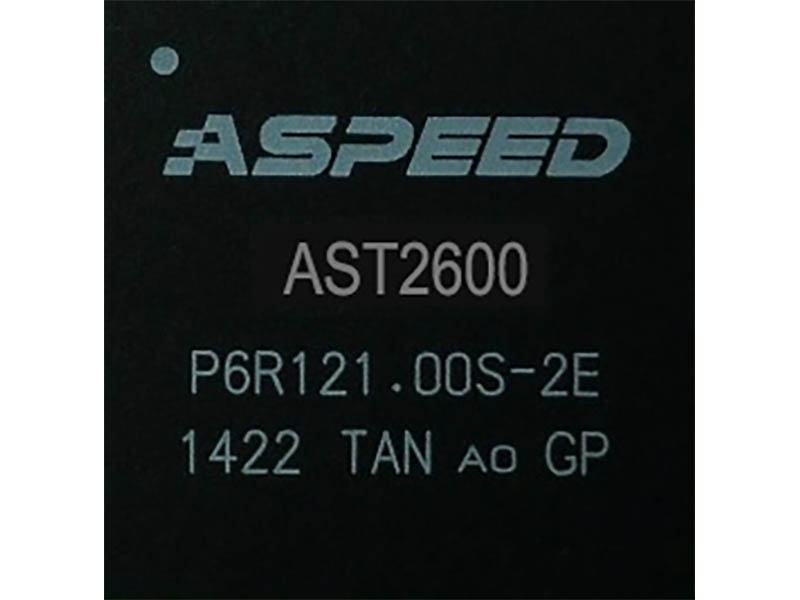 ASPEED
AST2600
P6R121.00S-2E
1422 TAN A0 GP